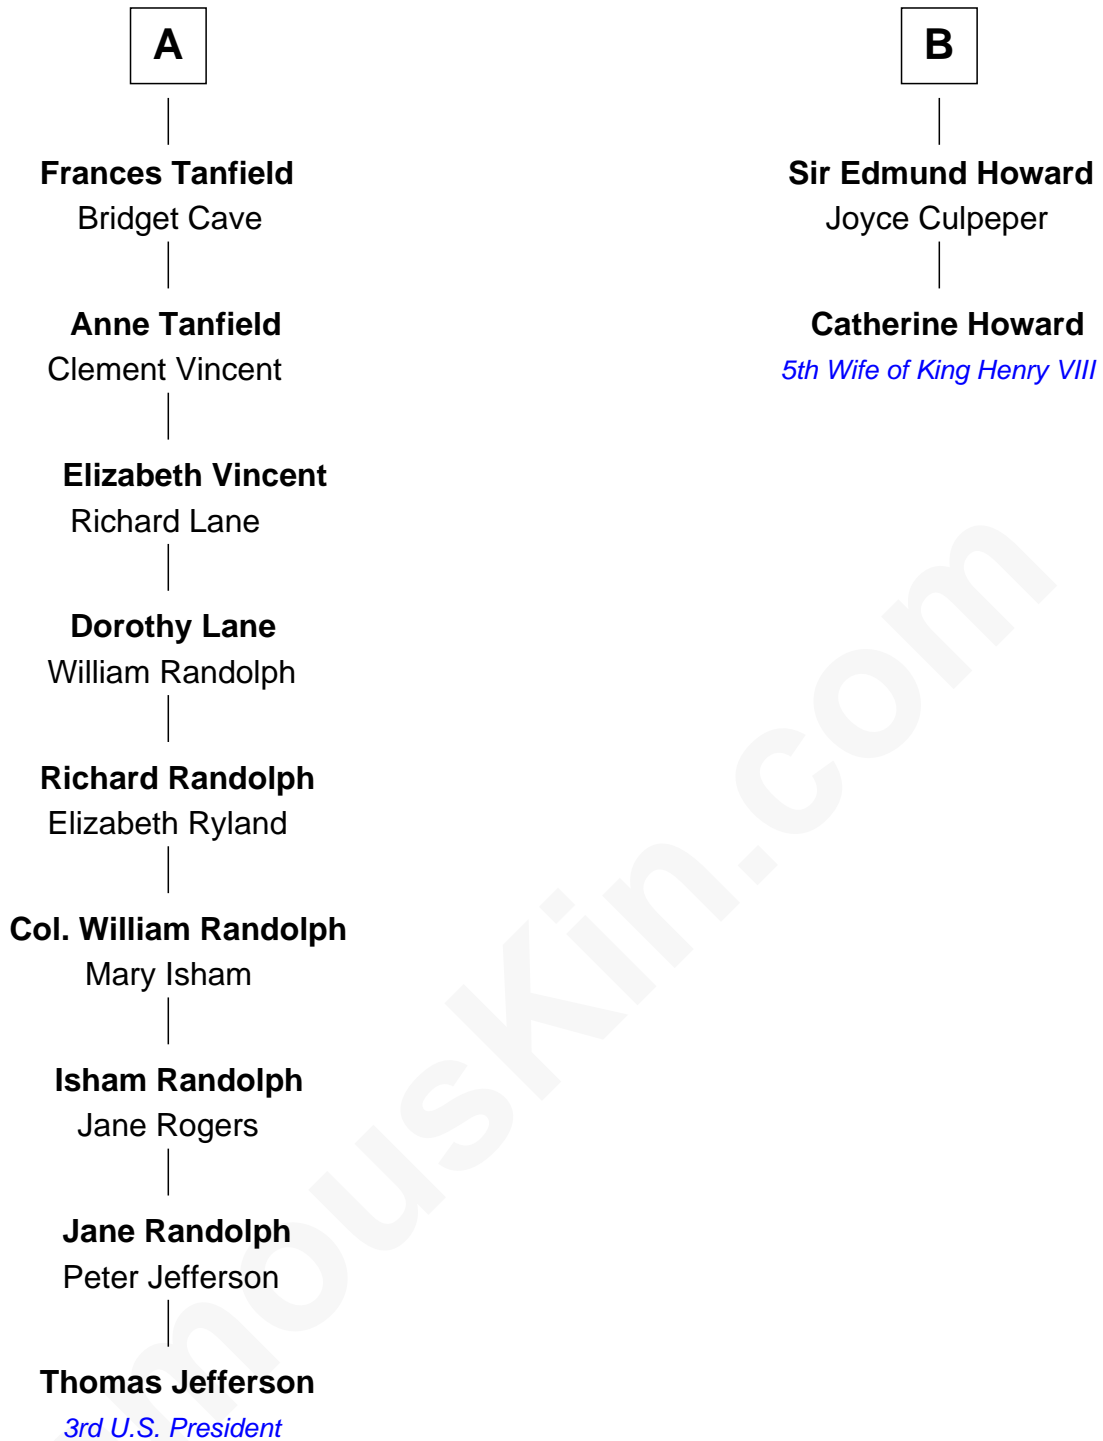 A
Frances Tanfield
Bridget Cave
Anne Tanfield
Clement Vincent
Elizabeth Vincent
Richard Lane
Dorothy Lane
William Randolph
Richard Randolph
Elizabeth Ryland
Col. William Randolph
Mary Isham
Isham Randolph
Jane Rogers
Jane Randolph
Peter Jefferson
Thomas Jefferson
3rd U.S. President
B
Sir Edmund Howard
Joyce Culpeper
Catherine Howard
5th Wife of King Henry VIII
mousKin.com